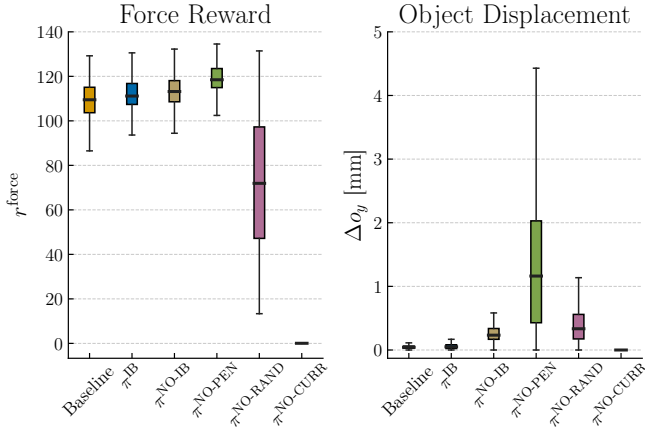 Force Reward
140
120
100
80
60
40
20
0
r^force
Baseline
π^IB
π^NO-IB
π^NO-PEN
π^NO-RAND
π^NO-CURR
Object Displacement
5
4
3
2
1
0
Δo_y [mm]
Baseline
π^IB
π^NO-IB
π^NO-PEN
π^NO-RAND
π^NO-CURR